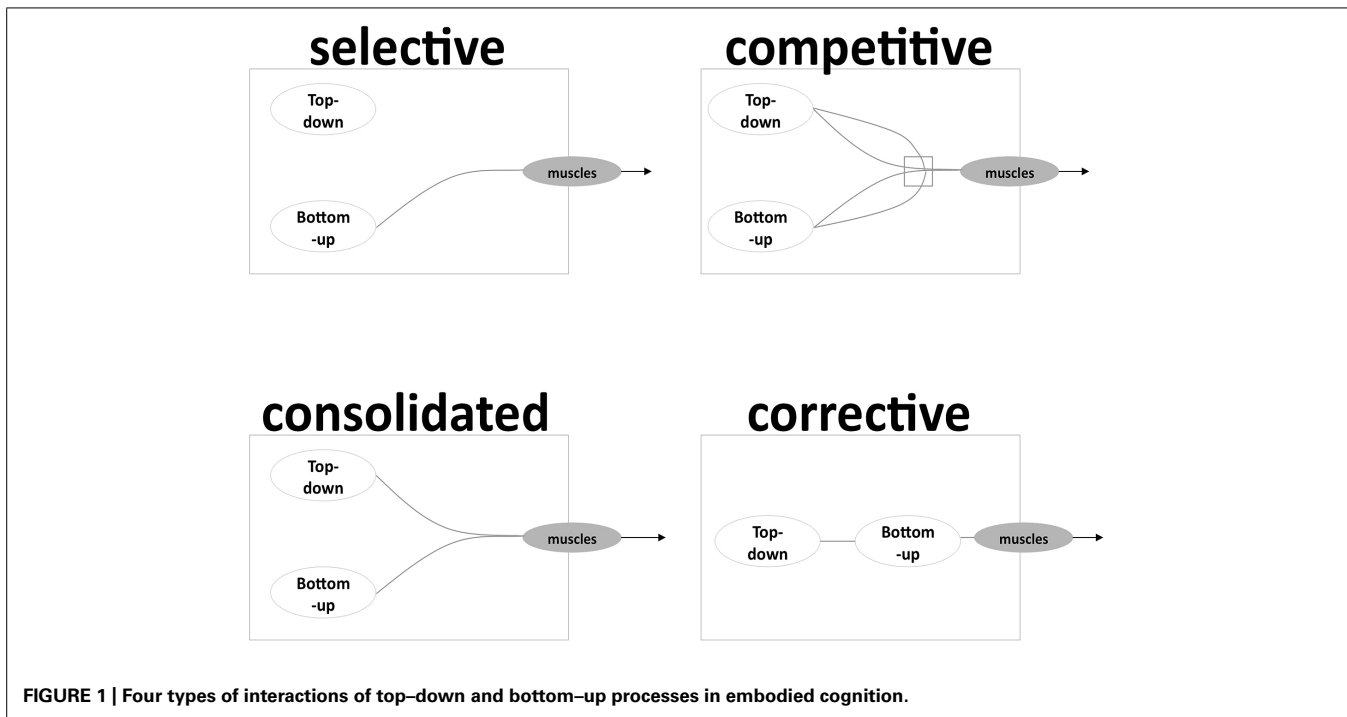 selective
Top-
down
muscles
Bottom
-up
competitive
Top-
down
muscles
Bottom
-up
consolidated
Top-
down
muscles
Bottom
-up
corrective
Top-
down
Bottom
-up
muscles
FIGURE 1 | Four types of interactions of top–down and bottom–up processes in embodied cognition.